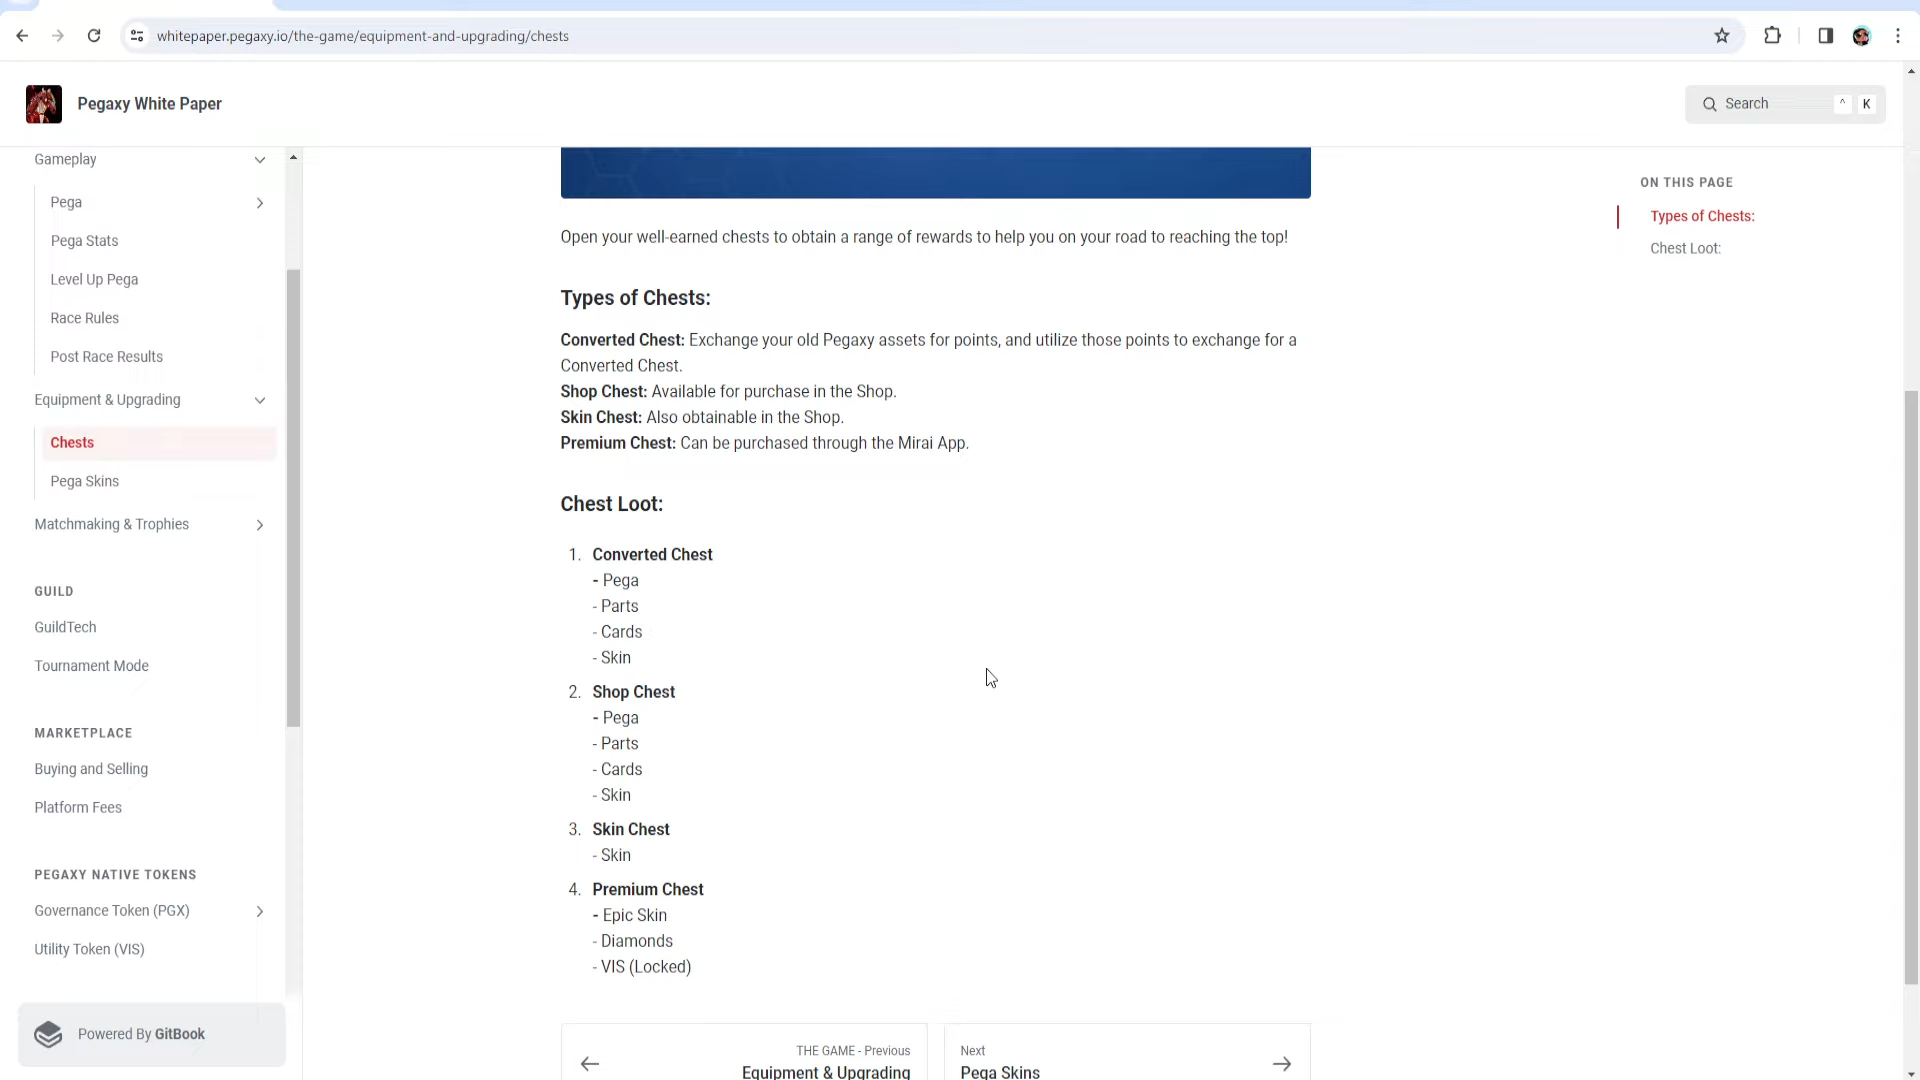 whitepaper.pegaxy.io/the-game/equipment-and-upgrading/chests
Pegaxy White Paper
Search
^ K
Gameplay
Pega
Pega Stats
Level Up Pega
Race Rules
Post Race Results
Equipment & Upgrading
Chests
Pega Skins
Matchmaking & Trophies
GUILD
GuildTech
Tournament Mode
MARKETPLACE
Buying and Selling
Platform Fees
PEGAXY NATIVE TOKENS
Governance Token (PGX)
Utility Token (VIS)
Powered By GitBook
Open your well-earned chests to obtain a range of rewards to help you on your road to reaching the top!
Types of Chests:
Converted Chest: Exchange your old Pegaxy assets for points, and utilize those points to exchange for a
Converted Chest.
Shop Chest: Available for purchase in the Shop.
Skin Chest: Also obtainable in the Shop.
Premium Chest: Can be purchased through the Mirai App.
Chest Loot:
1. Converted Chest
- Pega
- Parts
- Cards
- Skin
2. Shop Chest
- Pega
- Parts
- Cards
- Skin
3. Skin Chest
- Skin
4. Premium Chest
- Epic Skin
- Diamonds
- VIS (Locked)
THE GAME - Previous
Equipment & Upgrading
Next
Pega Skins
ON THIS PAGE
Types of Chests:
Chest Loot: